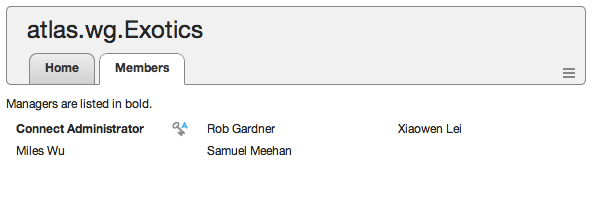 atlas.wg.Exotics
Home Members
Managers are listed in bold.
Connect Administrator Rob Gardner Xiaowen Lei
Miles Wu Samuel Meehan